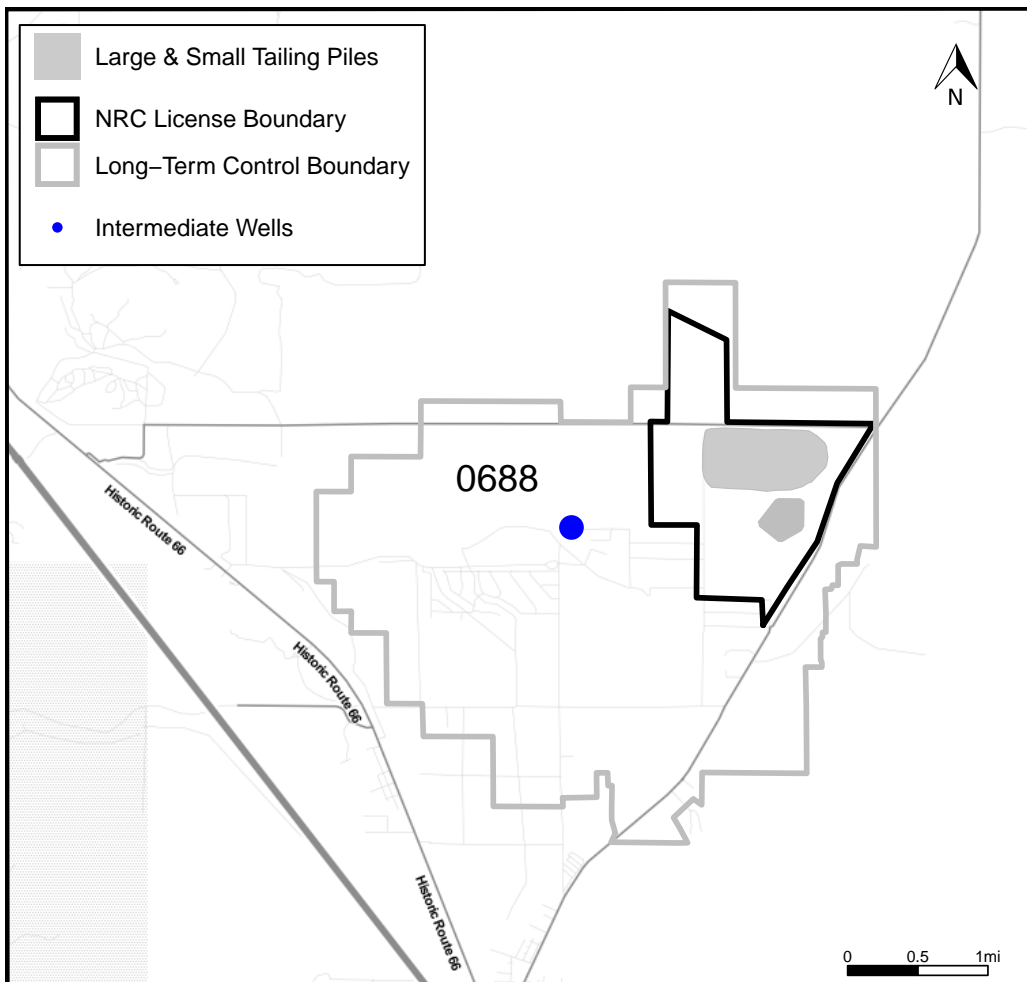 Large & Small Tailing Piles
NRC License Boundary
Long−Term Control Boundary
Intermediate Wells
N
0688
Historic Route 66
Historic Route 66
Historic Route 66
0 0.5 1mi